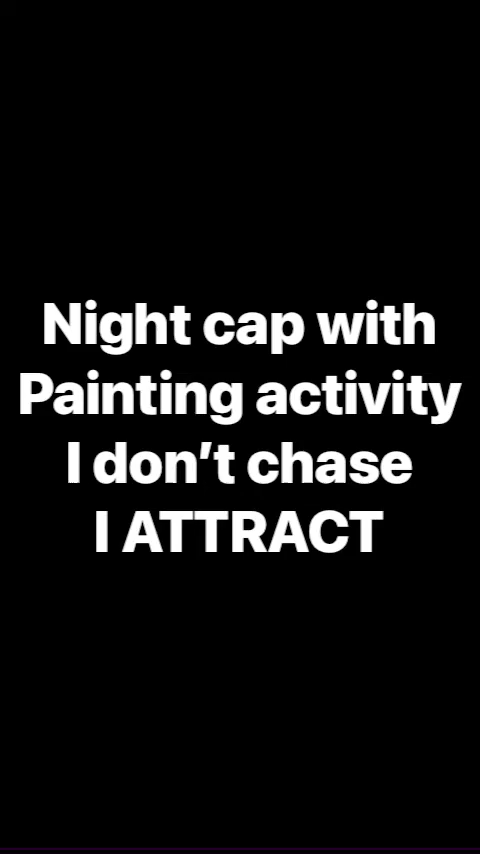 Night cap with
Painting activity
I don’t chase
I ATTRACT